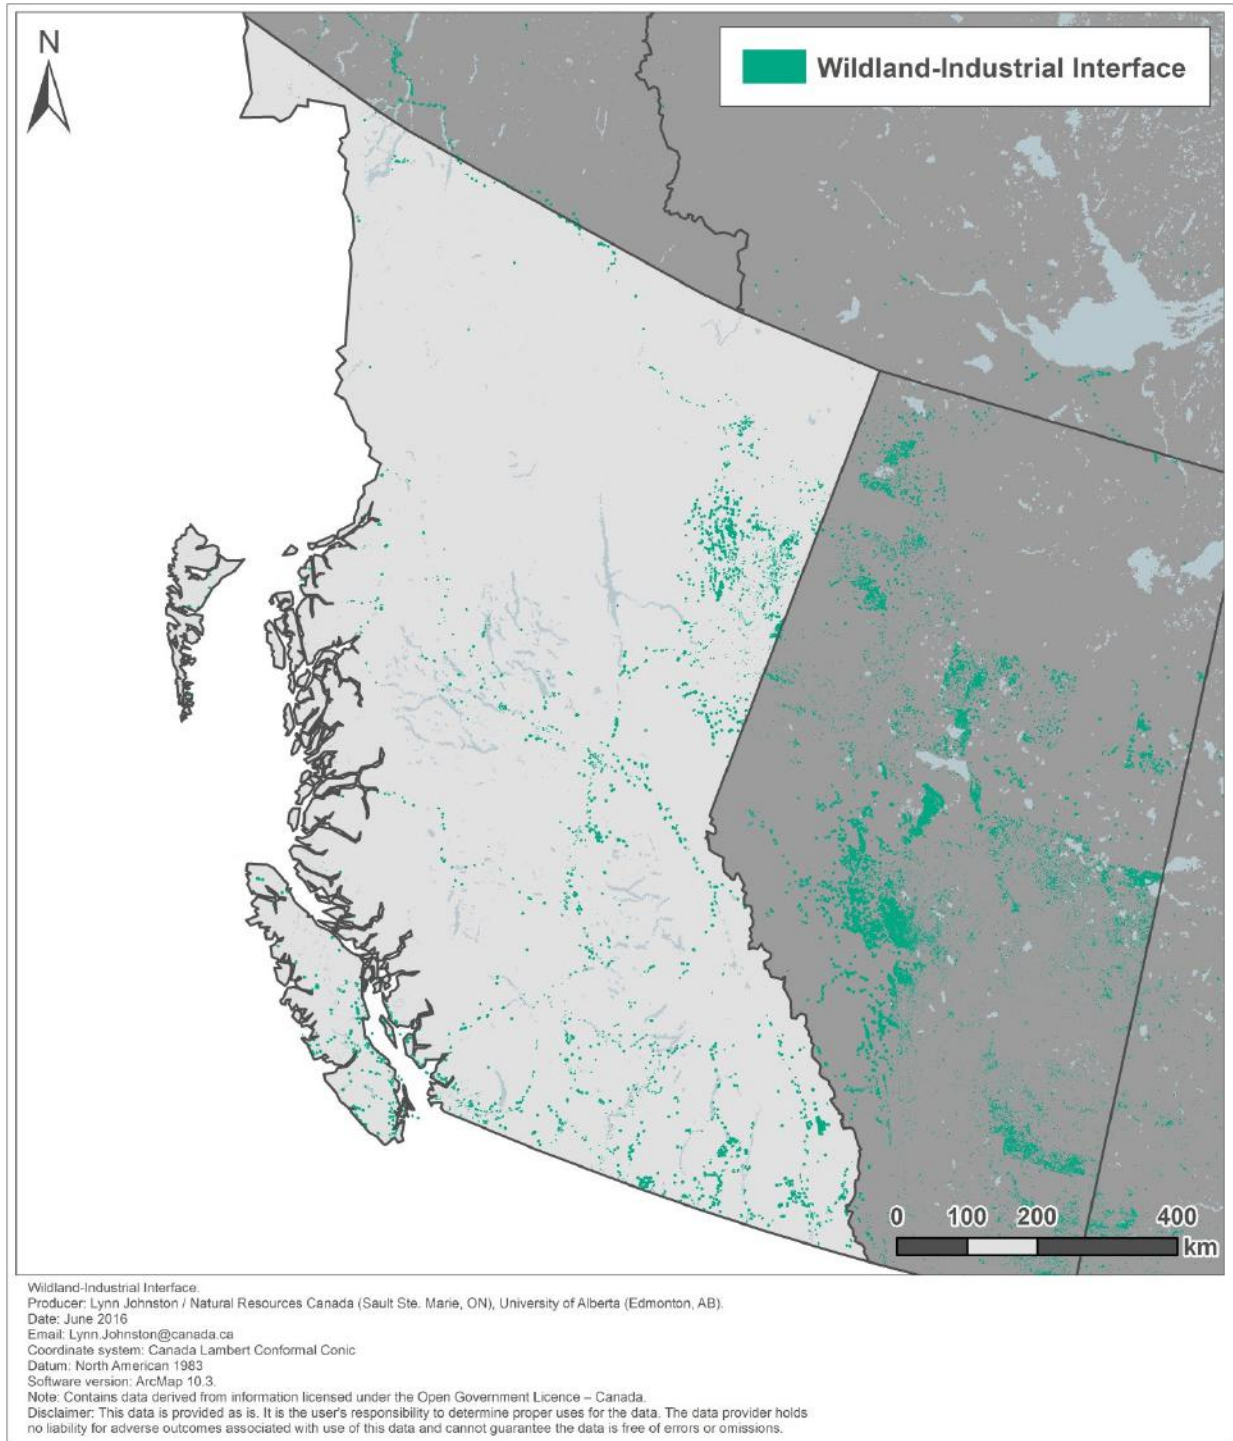 N
Wildland-Industrial Interface
0 100 200 400
km
Wildland-Industrial Interface.
Producer: Lynn Johnston / Natural Resources Canada (Sault Ste. Marie, ON), University of Alberta (Edmonton, AB).
Date: June 2016
Email: Lynn.Johnston@canada.ca
Coordinate system: Canada Lambert Conformal Conic
Datum: North American 1983
Software version: ArcMap 10.3.
Note: Contains data derived from information licensed under the Open Government Licence – Canada.
Disclaimer: This data is provided as is. It is the user's responsibility to determine proper uses for the data. The data provider holds
no liability for adverse outcomes associated with use of this data and cannot guarantee the data is free of errors or omissions.